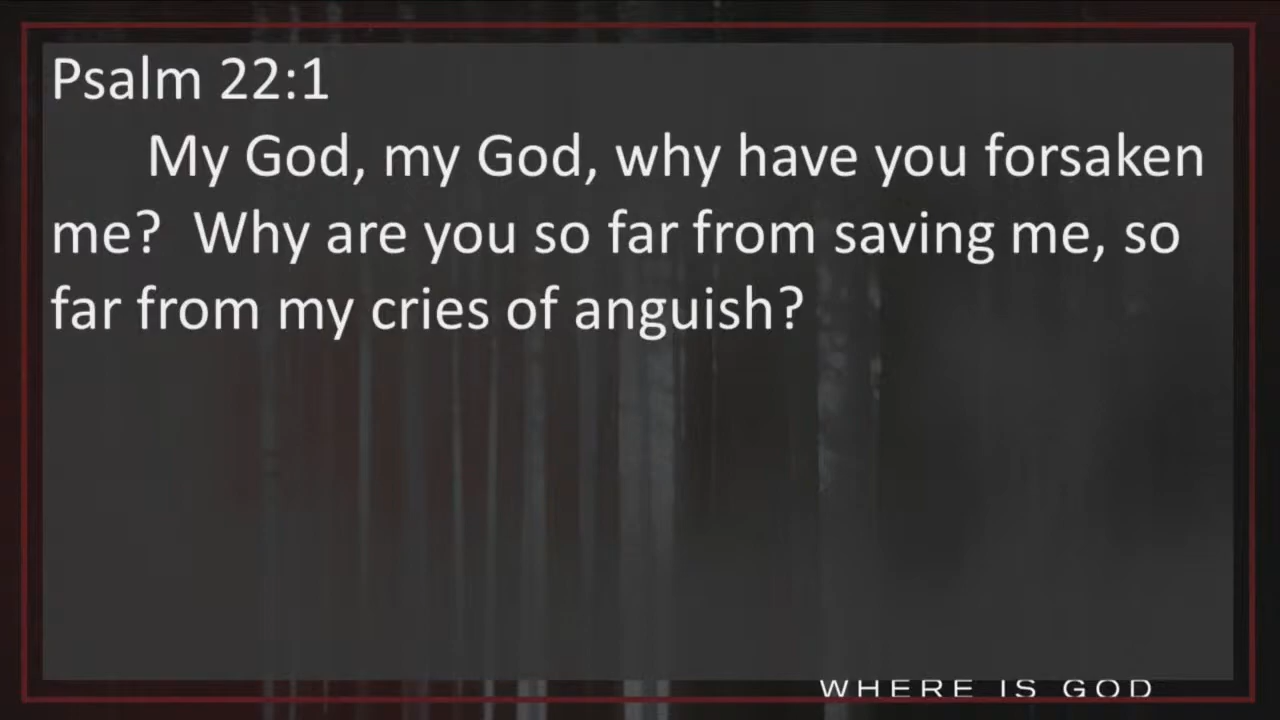 Psalm 22:1
My God, my God, why have you forsaken
me?  Why are you so far from saving me, so
far from my cries of anguish?
WHERE IS GOD